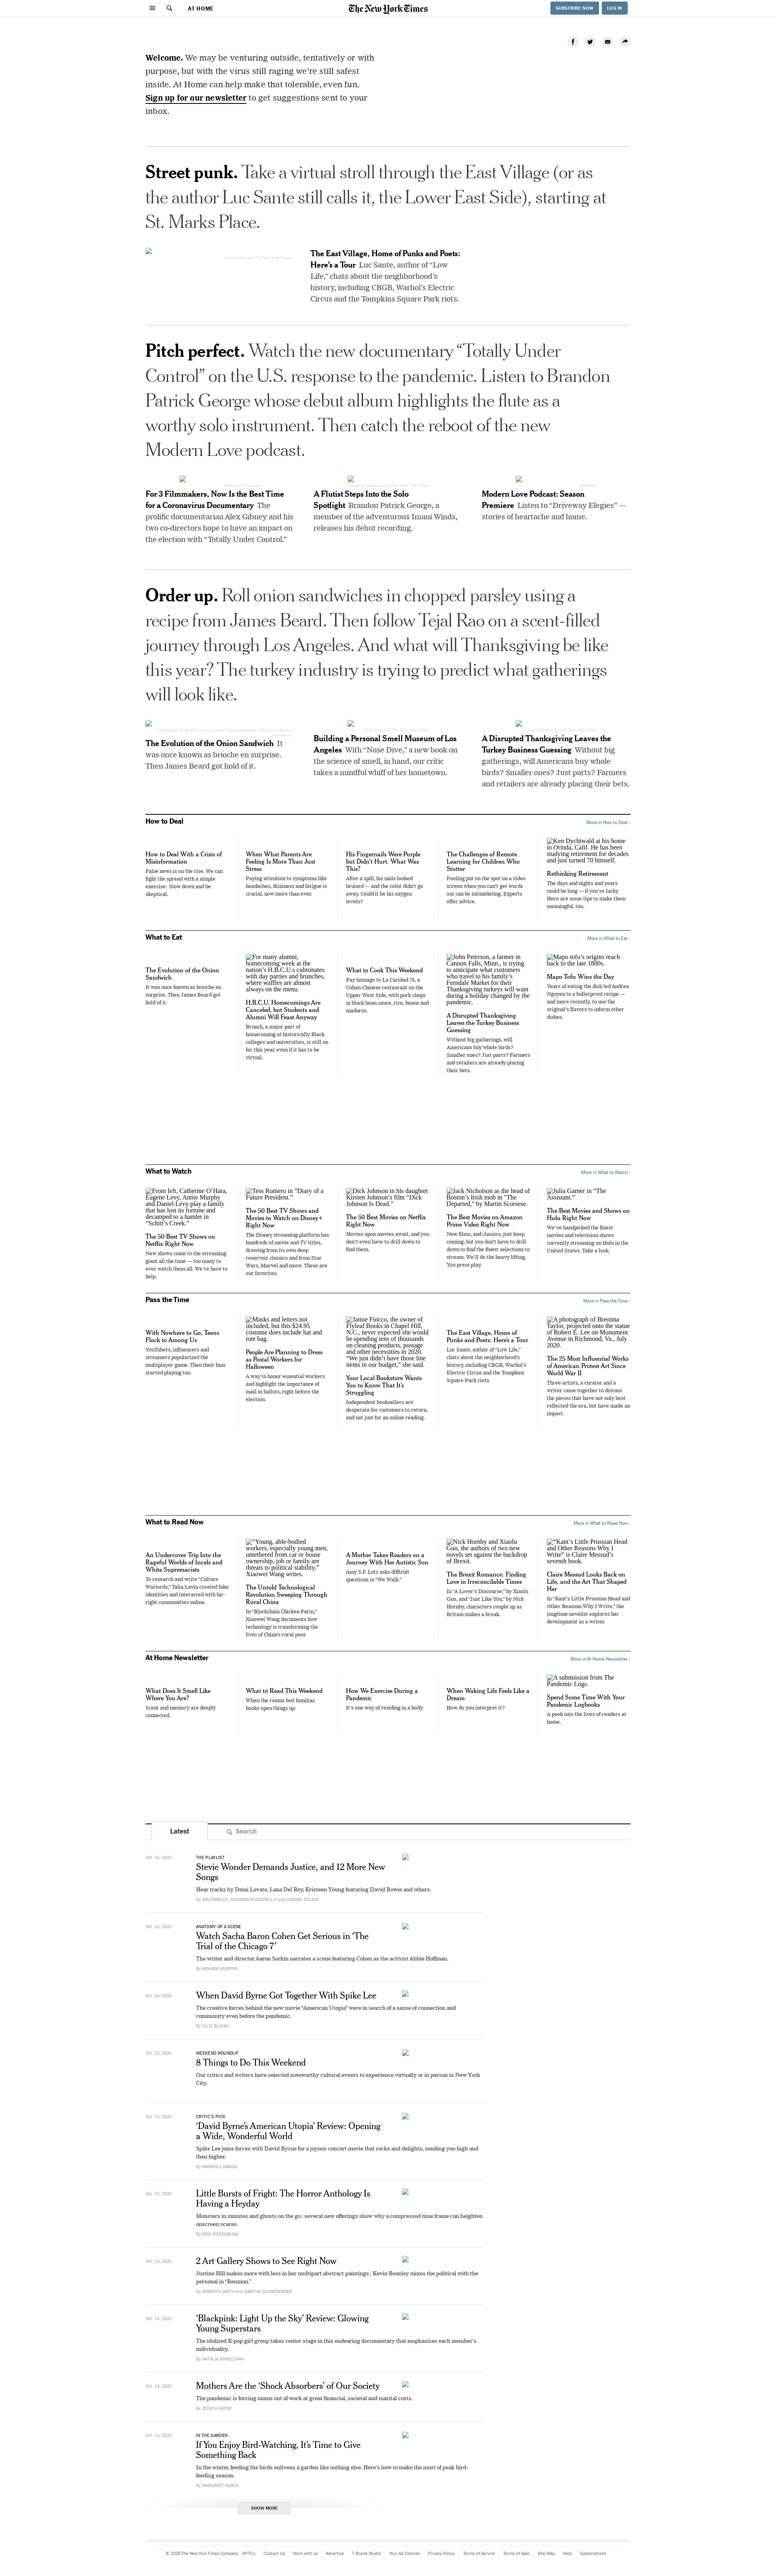 AT HOME
The New York Times
SUBSCRIBE NOW
LOG IN
Welcome. We may be venturing outside, tentatively or with
purpose, but with the virus still raging we're still safest
inside. At Home can help make that tolerable, even fun.
Sign up for our newsletter to get suggestions sent to your
inbox.
Street punk. Take a virtual stroll through the East Village (or as
the author Luc Sante still calls it, the Lower East Side), starting at
St. Marks Place.
The East Village, Home of Punks and Poets:
Here's a Tour Luc Sante, author of “Low
Life,” chats about the neighborhood's
history, including CBGB, Warhol's Electric
Circus and the Tompkins Square Park riots.
Pitch perfect. Watch the new documentary “Totally Under
Control” on the U.S. response to the pandemic. Listen to Brandon
Patrick George whose debut album highlights the flute as a
worthy solo instrument. Then catch the reboot of the new
Modern Love podcast.
For 3 Filmmakers, Now Is the Best Time
for a Coronavirus Documentary The
prolific documentarian Alex Gibney and his
two co-directors hope to have an impact on
the election with “Totally Under Control.”
A Flutist Steps Into the Solo
Spotlight Brandon Patrick George, a
member of the adventurous Imani Winds,
releases his debut recording.
Modern Love Podcast: Season
Premiere Listen to “Driveway Elegies” —
stories of heartache and home.
Order up. Roll onion sandwiches in chopped parsley using a
recipe from James Beard. Then follow Tejal Rao on a scent-filled
journey through Los Angeles. And what will Thanksgiving be like
this year? The turkey industry is trying to predict what gatherings
will look like.
The Evolution of the Onion Sandwich It
was once known as brioche en surprise.
Then James Beard got hold of it.
Building a Personal Smell Museum of Los
Angeles With “Nose Dive,” a new book on
the science of smell, in hand, our critic
takes a mindful whiff of her hometown.
A Disrupted Thanksgiving Leaves the
Turkey Business Guessing Without big
gatherings, will Americans buy whole
birds? Smaller ones? Just parts? Farmers
and retailers are already placing their bets.
How to Deal
More in How to Deal ›
How to Deal With a Crisis of
Misinformation
False news is on the rise. We can
fight the spread with a simple
exercise: Slow down and be
skeptical.
When What Parents Are
Feeling Is More Than Just
Stress
Paying attention to symptoms like
headaches, dizziness and fatigue is
crucial, now more than ever.
His Fingernails Were Purple
but Didn't Hurt. What Was
This?
After a spill, his nails looked
bruised — and the color didn't go
away. Could it be his oxygen
levels?
The Challenges of Remote
Learning for Children Who
Stutter
Feeling put on the spot on a video
screen when you can't get words
out can be intimidating. Experts
offer advice.
Ken Dychtwald at his home
in Orinda, Calif. He has been
studying retirement for decades
and just turned 70 himself.
Rethinking Retirement
The days and nights and years
could be long — if you're lucky.
Here are some tips to make them
meaningful, too.
What to Eat
More in What to Eat ›
The Evolution of the Onion
Sandwich
It was once known as brioche en
surprise. Then James Beard got
hold of it.
For many alumni,
homecoming week at the
nation's H.B.C.U.s culminates
with day parties and brunches,
where waffles are almost
always on the menu.
H.B.C.U. Homecomings Are
Canceled, but Students and
Alumni Will Feast Anyway
Brunch, a major part of
homecoming at historically Black
colleges and universities, is still on
for this year, even if it has to be
virtual.
What to Cook This Weekend
Pay homage to La Caridad 78, a
Cuban Chinese restaurant on the
Upper West Side, with pork chops
in black bean sauce, rice, beans and
maduros.
John Peterson, a farmer in
Cannon Falls, Minn., is trying
to anticipate what customers
who travel to his family's
Ferndale Market for their
Thanksgiving turkeys will want
during a holiday changed by the
pandemic.
A Disrupted Thanksgiving
Leaves the Turkey Business
Guessing
Without big gatherings, will
Americans buy whole birds?
Smaller ones? Just parts? Farmers
and retailers are already placing
their bets.
Mapo tofu's origins reach
back to the late 1800s.
Mapo Tofu Wins the Day
Years of eating the dish led Andrea
Nguyen to a bulletproof recipe —
and more recently, to use the
original's flavors to inform other
dishes.
What to Watch
More in What to Watch ›
From left, Catherine O'Hara,
Eugene Levy, Annie Murphy
and Daniel Levy play a family
that has lost its fortune and
decamped to a hamlet in
“Schitt's Creek.”
The 50 Best TV Shows on
Netflix Right Now
New shows come to the streaming
giant all the time — too many to
ever watch them all. We're here to
help.
Tess Romero in “Diary of a
Future President.”
The 50 Best TV Shows and
Movies to Watch on Disney+
Right Now
The Disney streaming platform has
hundreds of movie and TV titles,
drawing from its own deep
reservoir classics and from Star
Wars, Marvel and more. These are
our favorites.
Dick Johnson in his daughter
Kirsten Johnson's film “Dick
Johnson Is Dead.”
The 50 Best Movies on Netflix
Right Now
Movies upon movies await, and you
don't even have to drill down to
find them.
Jack Nicholson as the head of
Boston's Irish mob in “The
Departed,” by Martin Scorsese.
The Best Movies on Amazon
Prime Video Right Now
New films, and classics, just keep
coming, but you don't have to drill
down to find the finest selections to
stream. We'll do the heavy lifting.
You press play.
Julia Garner in “The
Assistant.”
The Best Movies and Shows on
Hulu Right Now
We've handpicked the finest
movies and television shows
currently streaming on Hulu in the
United States. Take a look.
Pass the Time
More in Pass the Time ›
With Nowhere to Go, Teens
Flock to Among Us
YouTubers, influencers and
streamers popularized the
multiplayer game. Then their fans
started playing too.
Masks and letters not
included, but this $24.95
costume does include hat and
tote bag.
People Are Planning to Dress
as Postal Workers for
Halloween
A way to honor essential workers
and highlight the importance of
mail-in ballots, right before the
election.
Jamie Fiocco, the owner of
Flyleaf Books in Chapel Hill,
N.C., never expected she would
be spending tens of thousands
on cleaning products, postage
and other necessities in 2020.
“We just didn't have those line
items in our budget,” she said.
Your Local Bookstore Wants
You to Know That It's
Struggling
Independent booksellers are
desperate for customers to return,
and not just for an online reading.
The East Village, Home of
Punks and Poets: Here's a Tour
Luc Sante, author of “Low Life,”
chats about the neighborhood's
history, including CBGB, Warhol's
Electric Circus and the Tompkins
Square Park riots.
A photograph of Breonna
Taylor, projected onto the statue
of Robert E. Lee on Monument
Avenue in Richmond, Va., July
2020.
The 25 Most Influential Works
of American Protest Art Since
World War II
Three artists, a curator and a
writer came together to discuss
the pieces that have not only best
reflected the era, but have made an
impact.
What to Read Now
More in What to Read Now ›
An Undercover Trip Into the
Rageful Worlds of Incels and
White Supremacists
To research and write “Culture
Warlords,” Talia Lavin created fake
identities and interacted with far-
right communities online.
“Young, able-bodied
workers, especially young men,
untethered from car or house
ownership, job or family are
threats to political stability,”
Xiaowei Wang writes.
The Untold Technological
Revolution Sweeping Through
Rural China
In “Blockchain Chicken Farm,”
Xiaowei Wang documents how
technology is transforming the
lives of China's rural poor.
A Mother Takes Readers on a
Journey With Her Autistic Son
Amy S.F. Lutz asks difficult
questions in “We Walk.”
Nick Hornby and Xiaolu
Guo, the authors of two new
novels set against the backdrop
of Brexit.
The Brexit Romance: Finding
Love in Irreconcilable Times
In “A Lover's Discourse,” by Xiaolu
Guo, and “Just Like You,” by Nick
Hornby, characters couple up as
Britain makes a break.
“Kant's Little Prussian Head
and Other Reasons Why I
Write” is Claire Messud's
seventh book.
Claire Messud Looks Back on
Life, and the Art That Shaped
Her
In “Kant's Little Prussian Head and
Other Reasons Why I Write,” the
longtime novelist explores her
development as a writer.
At Home Newsletter
More in At Home Newsletter ›
What Does It Smell Like
Where You Are?
Scent and memory are deeply
connected.
What to Read This Weekend
When the rooms feel familiar,
books open things up.
How We Exercise During a
Pandemic
It's one way of residing in a body.
When Waking Life Feels Like a
Dream
How do you interpret it?
A submission from The
Pandemic Logs.
Spend Some Time With Your
Pandemic Logbooks
A peek into the lives of readers at
home.
Latest
Search
Oct. 16, 2020
THE PLAYLIST
Stevie Wonder Demands Justice, and 12 More New
Songs
Hear tracks by Demi Lovato, Lana Del Rey, Kristeen Young featuring David Bowie and others.
By JON PARELES, GIOVANNI RUSSONELLO and LINDSAY ZOLADZ
Oct. 16, 2020
ANATOMY OF A SCENE
Watch Sacha Baron Cohen Get Serious in ‘The
Trial of the Chicago 7’
The writer and director Aaron Sorkin narrates a scene featuring Cohen as the activist Abbie Hoffman.
By MEKADO MURPHY
Oct. 16, 2020
When David Byrne Got Together With Spike Lee
The creative forces behind the new movie “American Utopia” were in search of a sense of connection and
community even before the pandemic.
By JULIE BLOOM
Oct. 15, 2020
WEEKEND ROUNDUP
8 Things to Do This Weekend
Our critics and writers have selected noteworthy cultural events to experience virtually or in person in New York
City.
Oct. 15, 2020
CRITIC'S PICK
‘David Byrne's American Utopia’ Review: Opening
a Wide, Wonderful World
Spike Lee joins forces with David Byrne for a joyous concert movie that rocks and delights, sending you high and
then higher.
By MANOHLA DARGIS
Oct. 15, 2020
Little Bursts of Fright: The Horror Anthology Is
Having a Heyday
Monsters in minutes and ghosts on the go: several new offerings show why a compressed time frame can heighten
onscreen scares.
By ERIK PIEPENBURG
Oct. 14, 2020
2 Art Gallery Shows to See Right Now
Justine Hill makes more with less in her multipart abstract paintings; Kevin Beasley mixes the political with the
personal in “Reunion.”
By ROBERTA SMITH and MARTHA SCHWENDENER
Oct. 14, 2020
‘Blackpink: Light Up the Sky’ Review: Glowing
Young Superstars
The idolized K-pop girl group takes center stage in this endearing documentary that emphasizes each member's
individuality.
By NATALIA WINKELMAN
Oct. 14, 2020
Mothers Are the ‘Shock Absorbers’ of Our Society
The pandemic is forcing moms out of work at great financial, societal and marital costs.
By JESSICA GROSE
Oct. 14, 2020
IN THE GARDEN
If You Enjoy Bird-Watching, It's Time to Give
Something Back
In the winter, feeding the birds enlivens a garden like nothing else. Here's how to make the most of peak bird-
feeding season.
By MARGARET ROACH
SHOW MORE
© 2020 The New York Times Company
NYTCo
Contact Us
Work with us
Advertise
T Brand Studio
Your Ad Choices
Privacy Policy
Terms of Service
Terms of Sale
Site Map
Help
Subscriptions